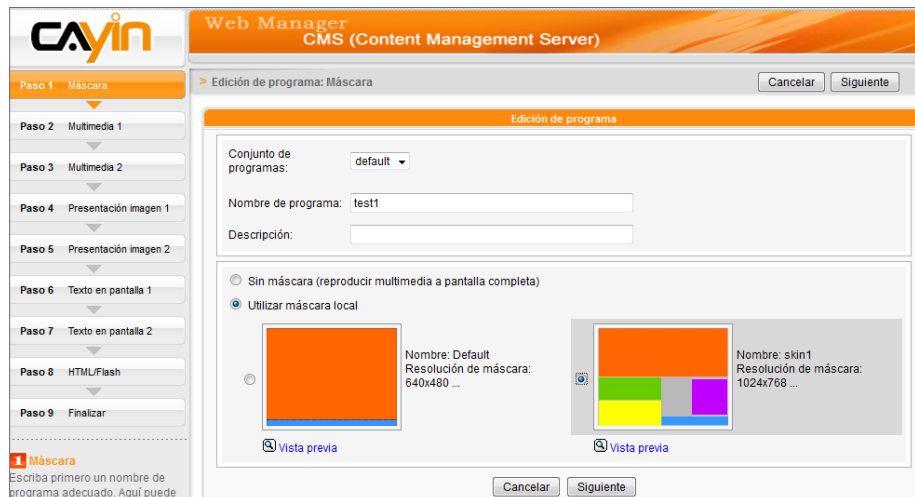 CAYIN
Web Manager
CMS (Content Management Server)
Paso 1 Máscara
Paso 2 Multimedia 1
Paso 3 Multimedia 2
Paso 4 Presentación imagen 1
Paso 5 Presentación imagen 2
Paso 6 Texto en pantalla 1
Paso 7 Texto en pantalla 2
Paso 8 HTML/Flash
Paso 9 Finalizar
1 Máscara
Escriba primero un nombre de
programa adecuado. Aquí puede
> Edición de programa: Máscara
Cancelar Siguiente
Edición de programa
Conjunto de
programas: default
Nombre de programa: test1
Descripción:
Sin máscara (reproducir multimedia a pantalla completa)
Utilizar máscara local
Nombre: Default
Resolución de máscara:
640x480 ...
Vista previa
Nombre: skin1
Resolución de máscara:
1024x768 ...
Vista previa
Cancelar Siguiente